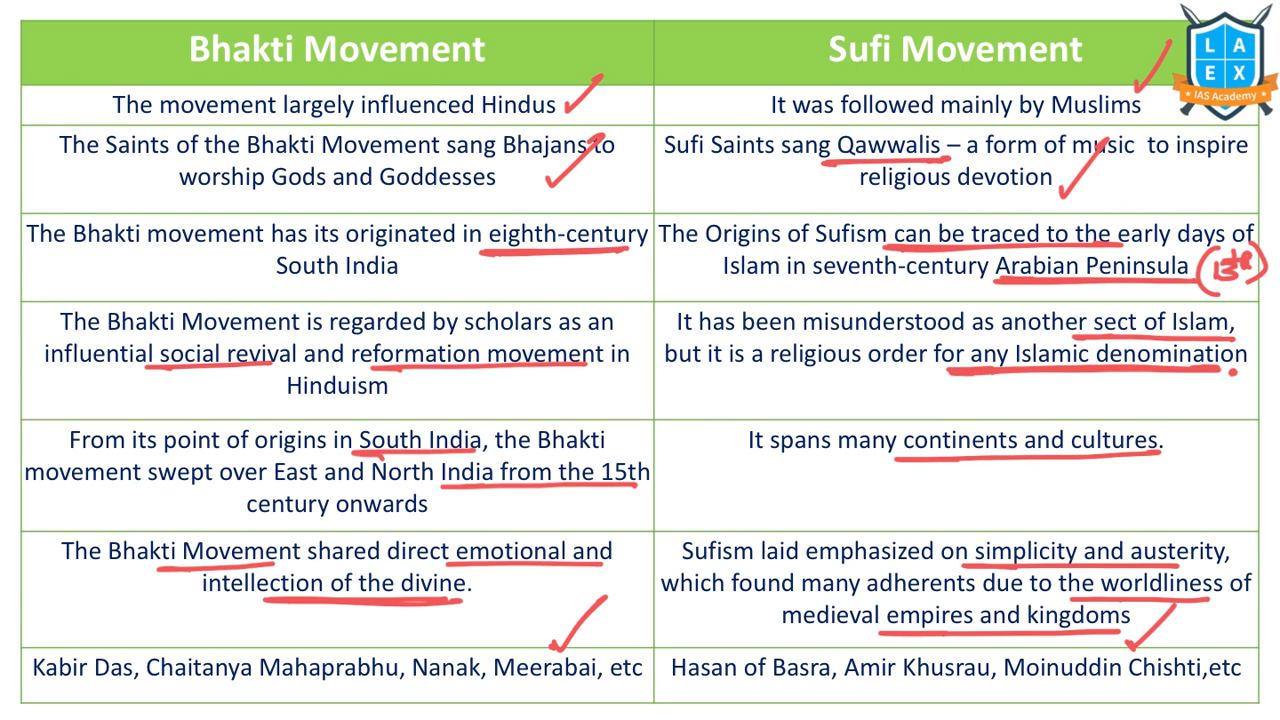 Bhakti Movement
Sufi Movement
L A
E X
IAS Academy
The movement largely influenced Hindus
It was followed mainly by Muslims
The Saints of the Bhakti Movement sang Bhajans to
worship Gods and Goddesses
Sufi Saints sang Qawwalis – a form of music to inspire
religious devotion
The Bhakti movement has its originated in eighth-century
South India
The Origins of Sufism can be traced to the early days of
Islam in seventh-century Arabian Peninsula
13th
The Bhakti Movement is regarded by scholars as an
influential social revival and reformation movement in
Hinduism
It has been misunderstood as another sect of Islam,
but it is a religious order for any Islamic denomination
From its point of origins in South India, the Bhakti
movement swept over East and North India from the 15th
century onwards
It spans many continents and cultures.
The Bhakti Movement shared direct emotional and
intellection of the divine.
Sufism laid emphasized on simplicity and austerity,
which found many adherents due to the worldliness of
medieval empires and kingdoms
Kabir Das, Chaitanya Mahaprabhu, Nanak, Meerabai, etc
Hasan of Basra, Amir Khusrau, Moinuddin Chishti,etc